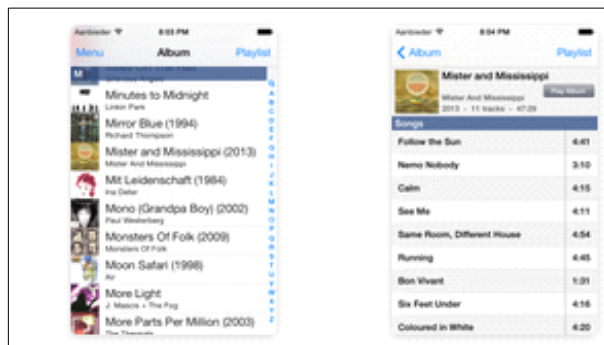 Aanbieder 8:03 PM
Menu Album Playlist
M
Minutes to Midnight
Linkin Park
Mirror Blue (1994)
Richard Thompson
Mister and Mississippi (2013)
Mister And Mississippi
Mit Leidenschaft (1984)
Ina Deter
Mono (Grandpa Boy) (2002)
Paul Westerberg
Monsters Of Folk (2009)
Monsters Of Folk
Moon Safari (1998)
Air
More Light
J. Mascis + The Fog
More Parts Per Million (2003)
The Thermals
Q
A
B
C
D
E
F
G
H
I
J
K
L
M
N
O
P
Q
R
S
T
U
V
W
X
Y
Z
Aanbieder 8:04 PM
Album Playlist
Mister and Mississippi
Mister And Mississippi
Play Album
2013 - 11 tracks - 47:29
Songs
Follow the Sun 4:41
Nemo Nobody 3:10
Calm 4:15
See Me 4:11
Same Room, Different House 4:54
Running 4:45
Bon Vivant 1:31
Six Feet Under 4:16
Coloured in White 4:20